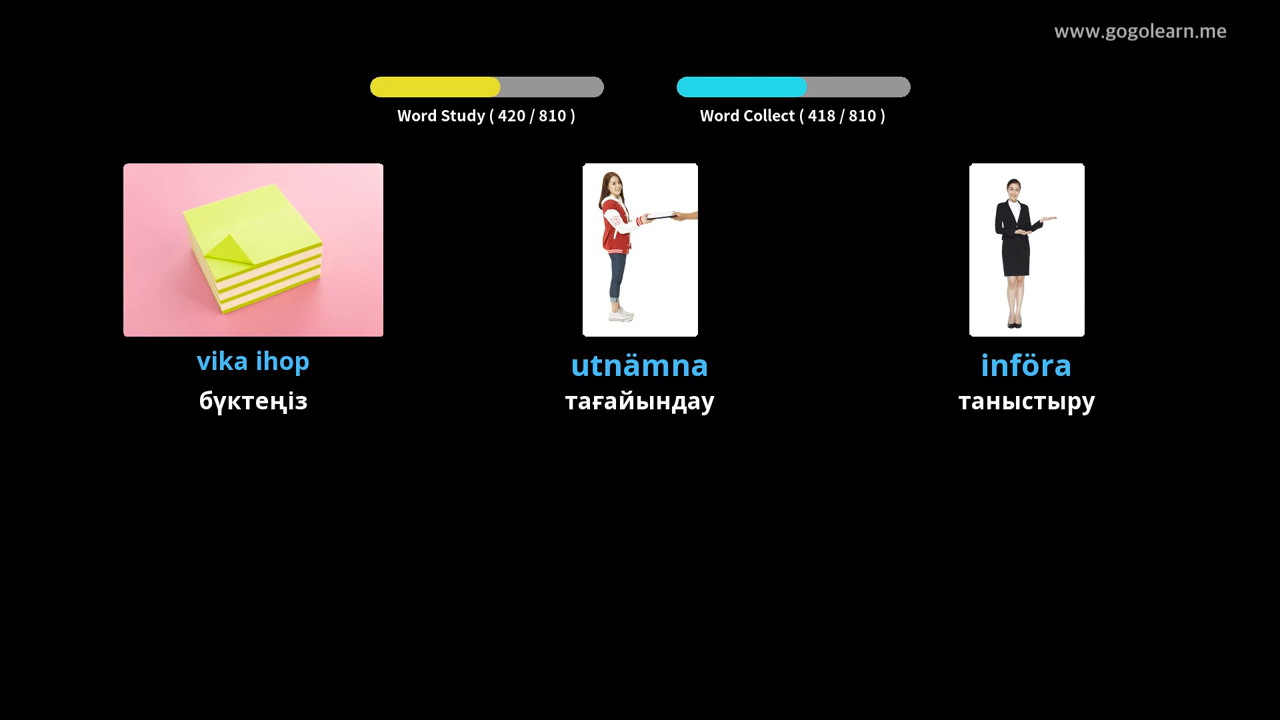 www.gogolearn.me
Word Study ( 420 / 810 )
Word Collect ( 418 / 810 )
vika ihop
utnämna
införa
бүктеңіз
тағайындау
таныстыру